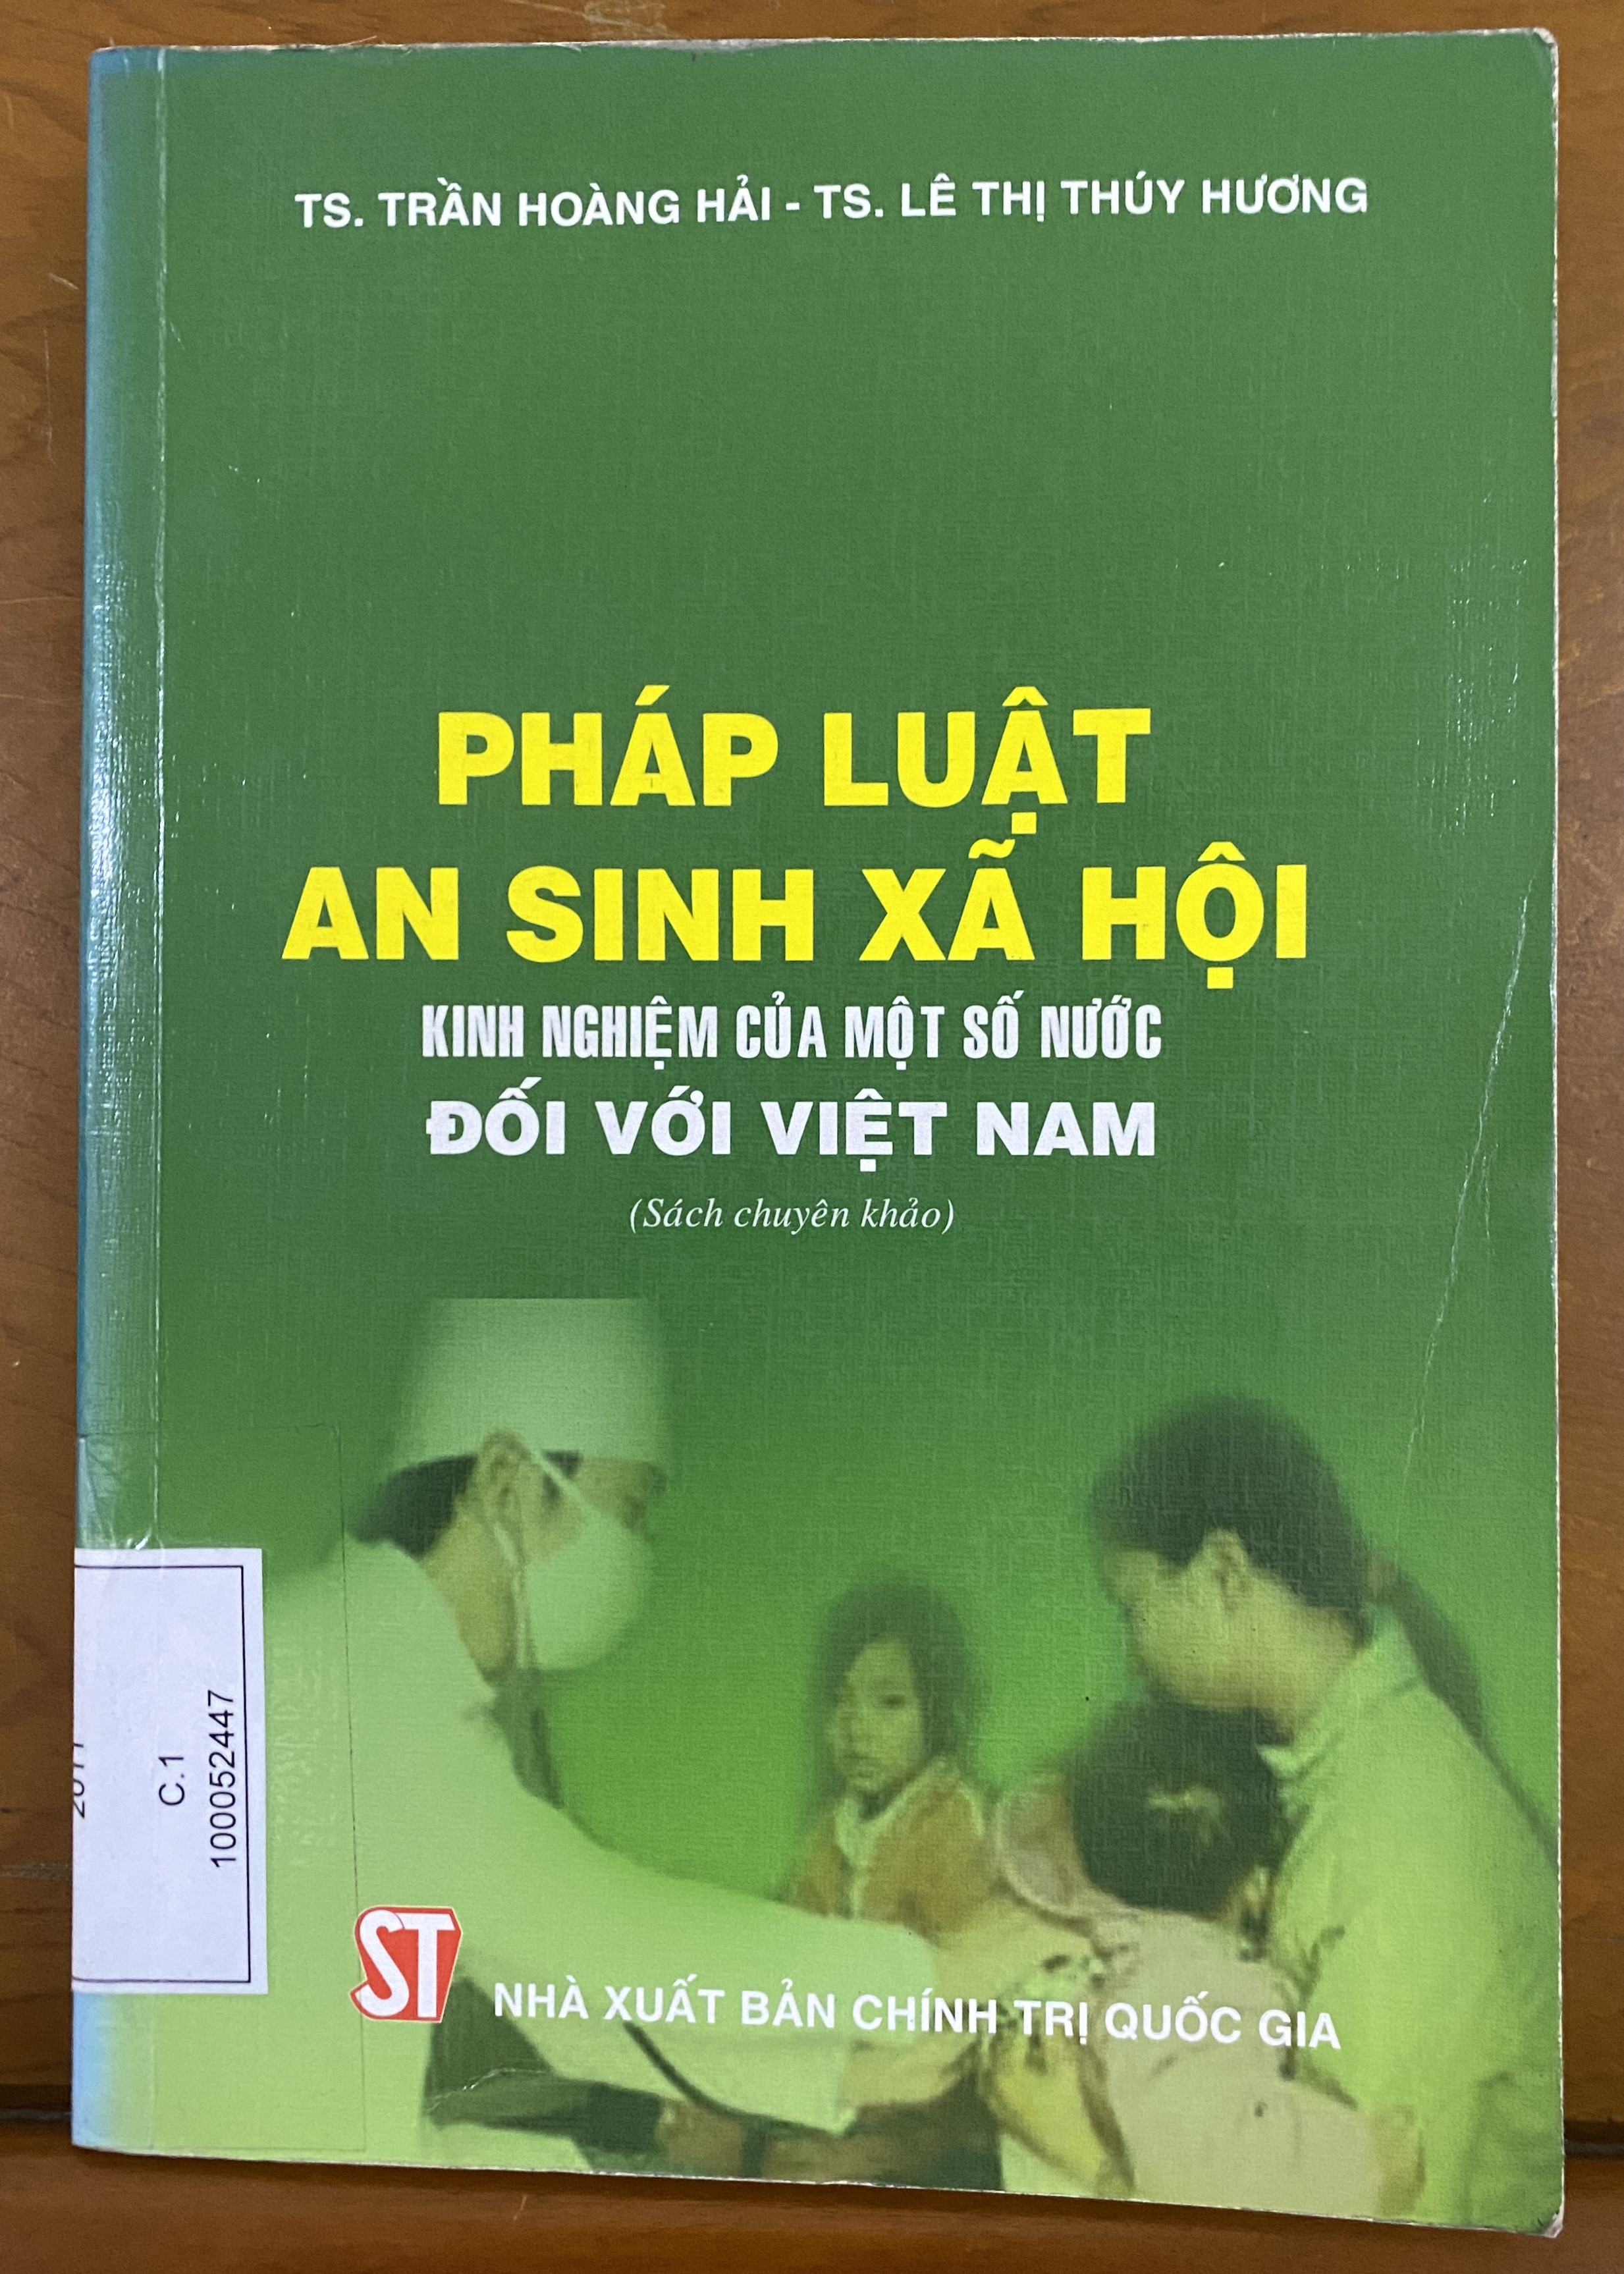 TS. TRẦN HOÀNG HẢI - TS. LÊ THỊ THÚY HƯƠNG
PHÁP LUẬT
AN SINH XÃ HỘI
KINH NGHIỆM CỦA MỘT SỐ NƯỚC
ĐỐI VỚI VIỆT NAM
(Sách chuyên khảo)
C.1
10052447
ST
NHÀ XUẤT BẢN CHÍNH TRỊ QUỐC GIA